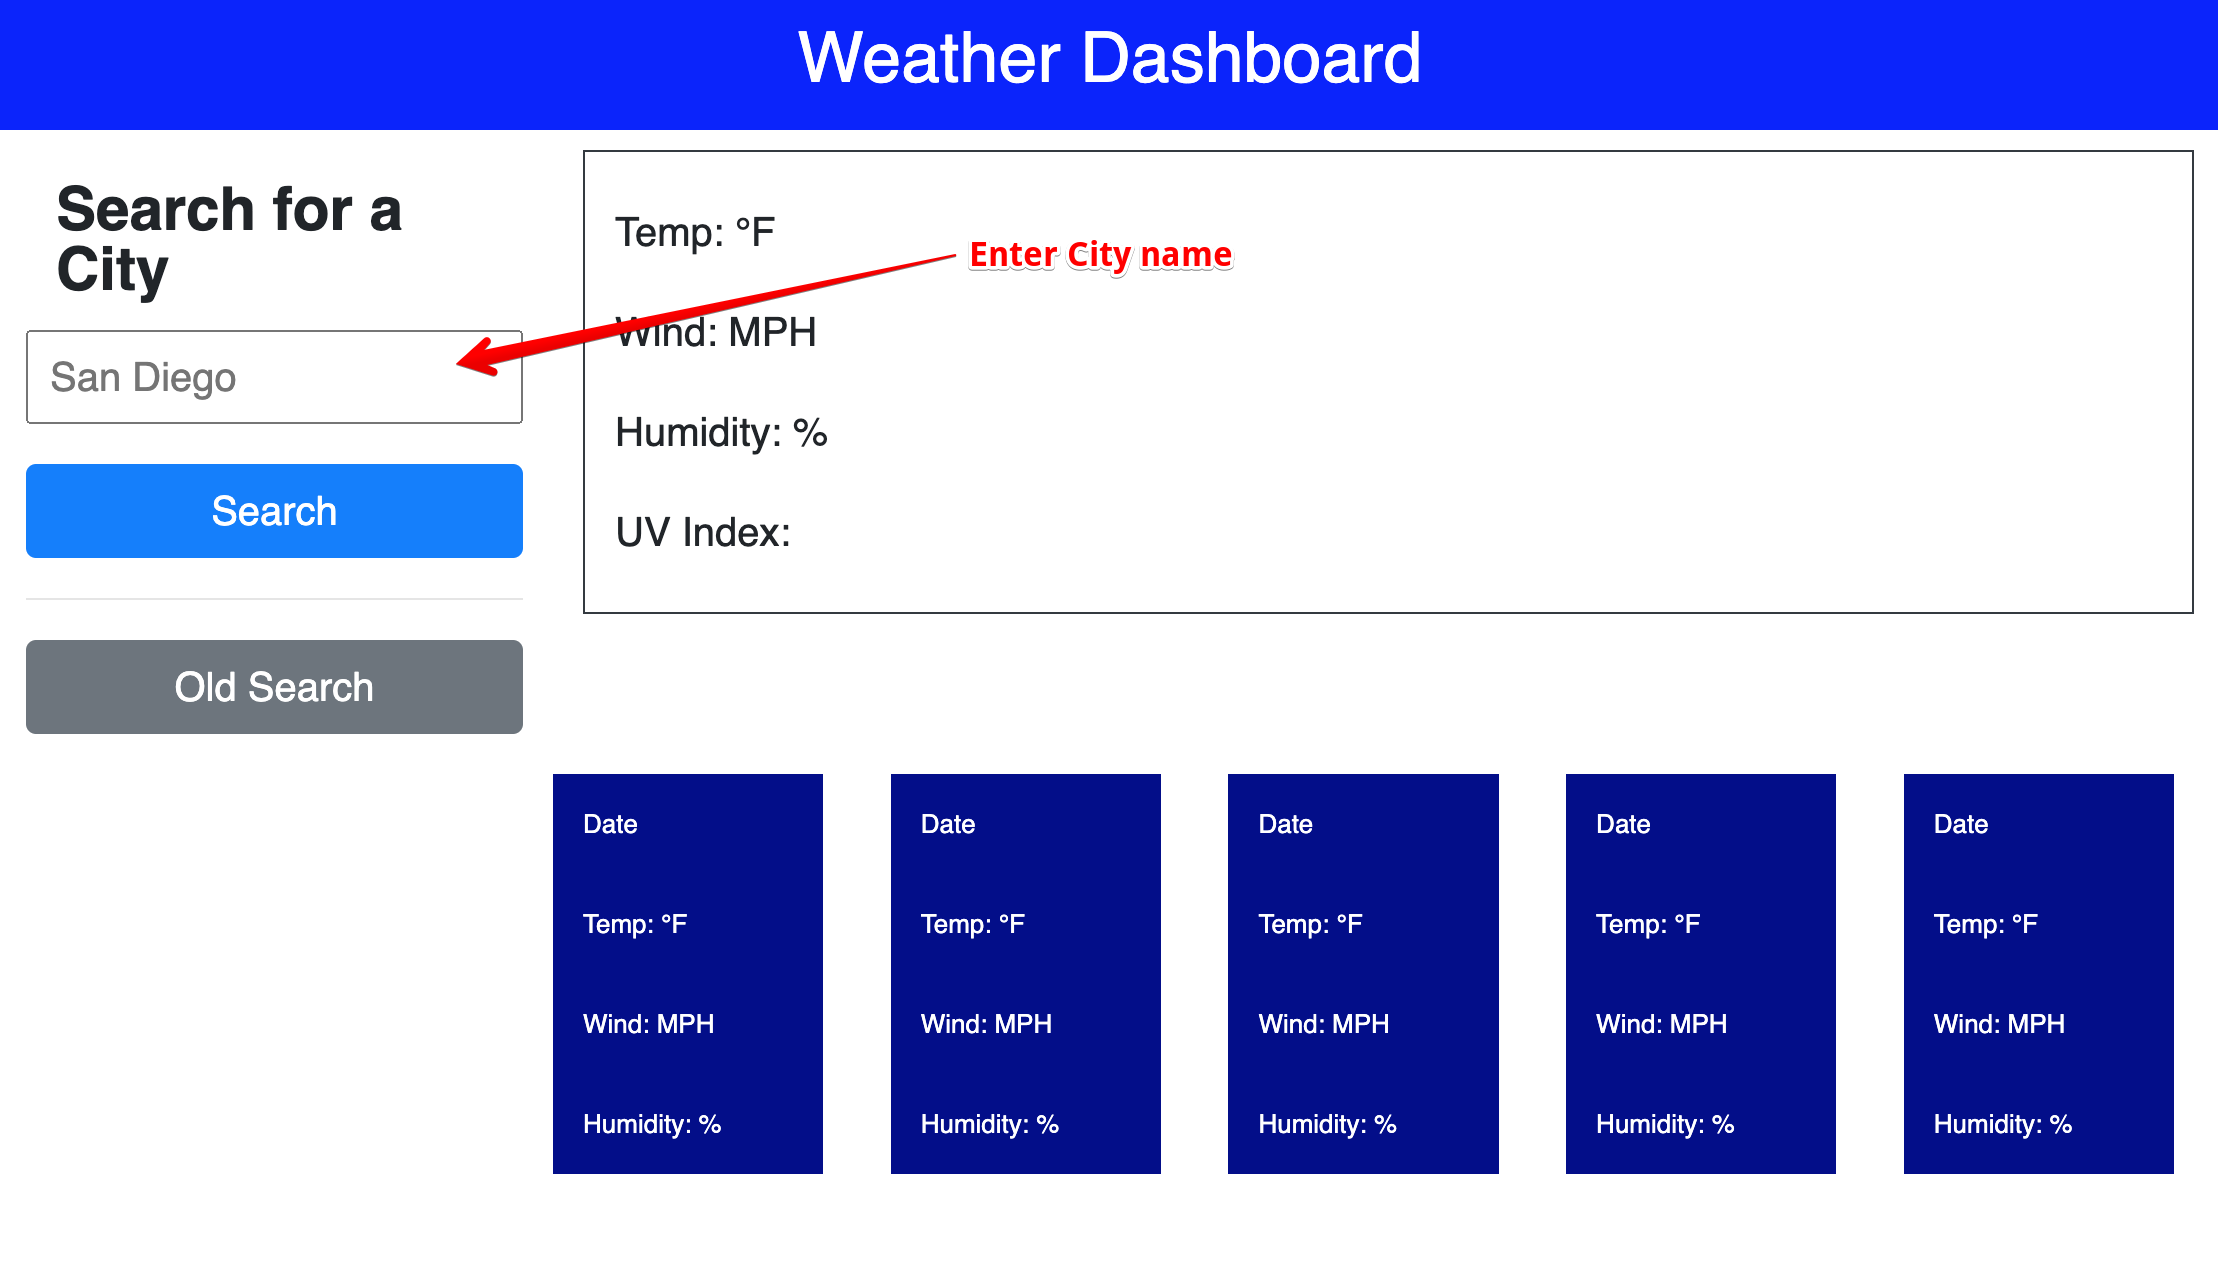 Weather Dashboard
Search for a
City
San Diego
Search
Old Search
Temp: °F
Enter City name
Wind: MPH
Humidity: %
UV Index:
Date
Temp: °F
Wind: MPH
Humidity: %
Date
Temp: °F
Wind: MPH
Humidity: %
Date
Temp: °F
Wind: MPH
Humidity: %
Date
Temp: °F
Wind: MPH
Humidity: %
Date
Temp: °F
Wind: MPH
Humidity: %